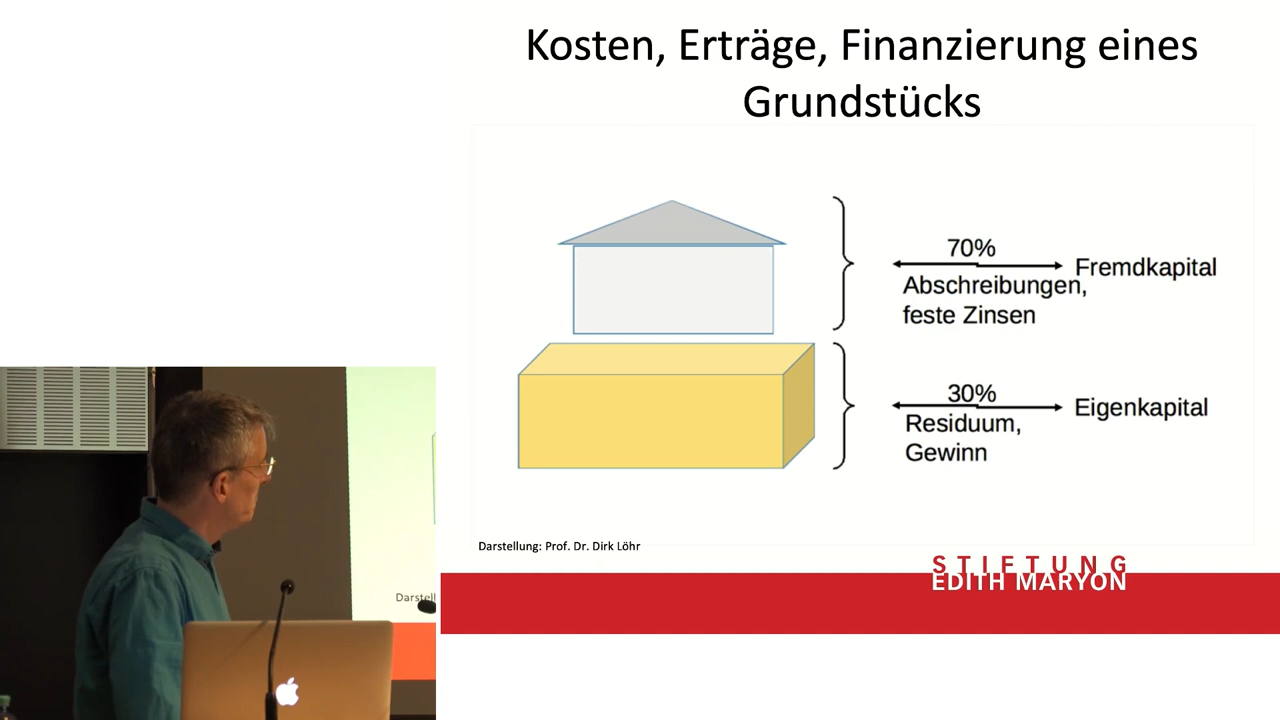 Kosten, Erträge, Finanzierung eines
Grundstücks
70%
Fremdkapital
Abschreibungen,
feste Zinsen
30%
Eigenkapital
Residuum,
Gewinn
Darstellung: Prof. Dr. Dirk Löhr
STIFTUNG
EDITH MARYON
Darstell